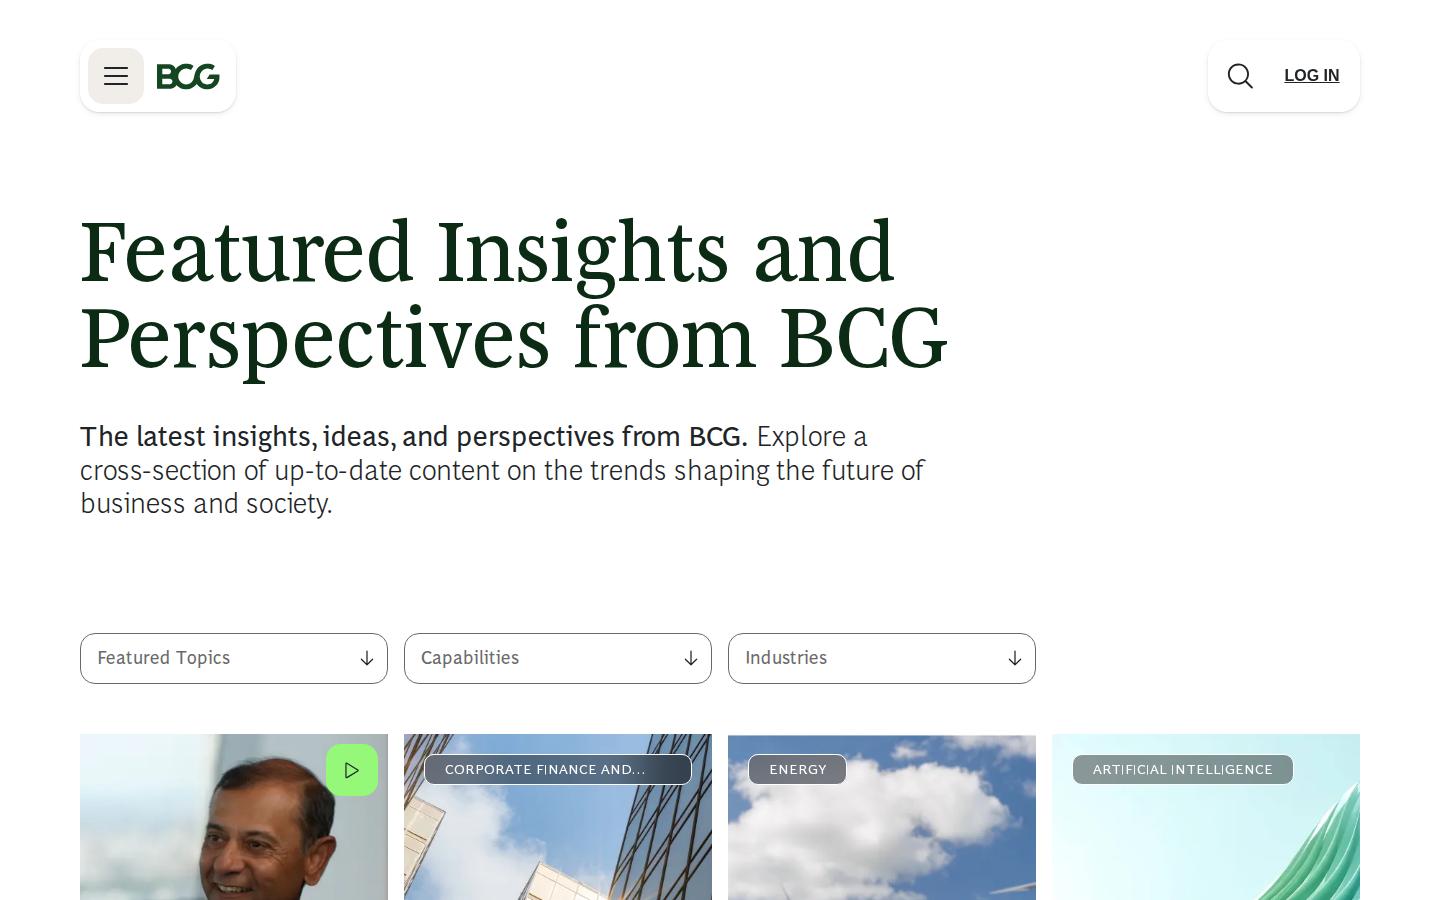 BCG
LOG IN
Featured Insights and
Perspectives from BCG
The latest insights, ideas, and perspectives from BCG. Explore a
cross-section of up-to-date content on the trends shaping the future of
business and society.
Featured Topics
Capabilities
Industries
CORPORATE FINANCE AND...
ENERGY
ARTIFICIAL INTELLIGENCE